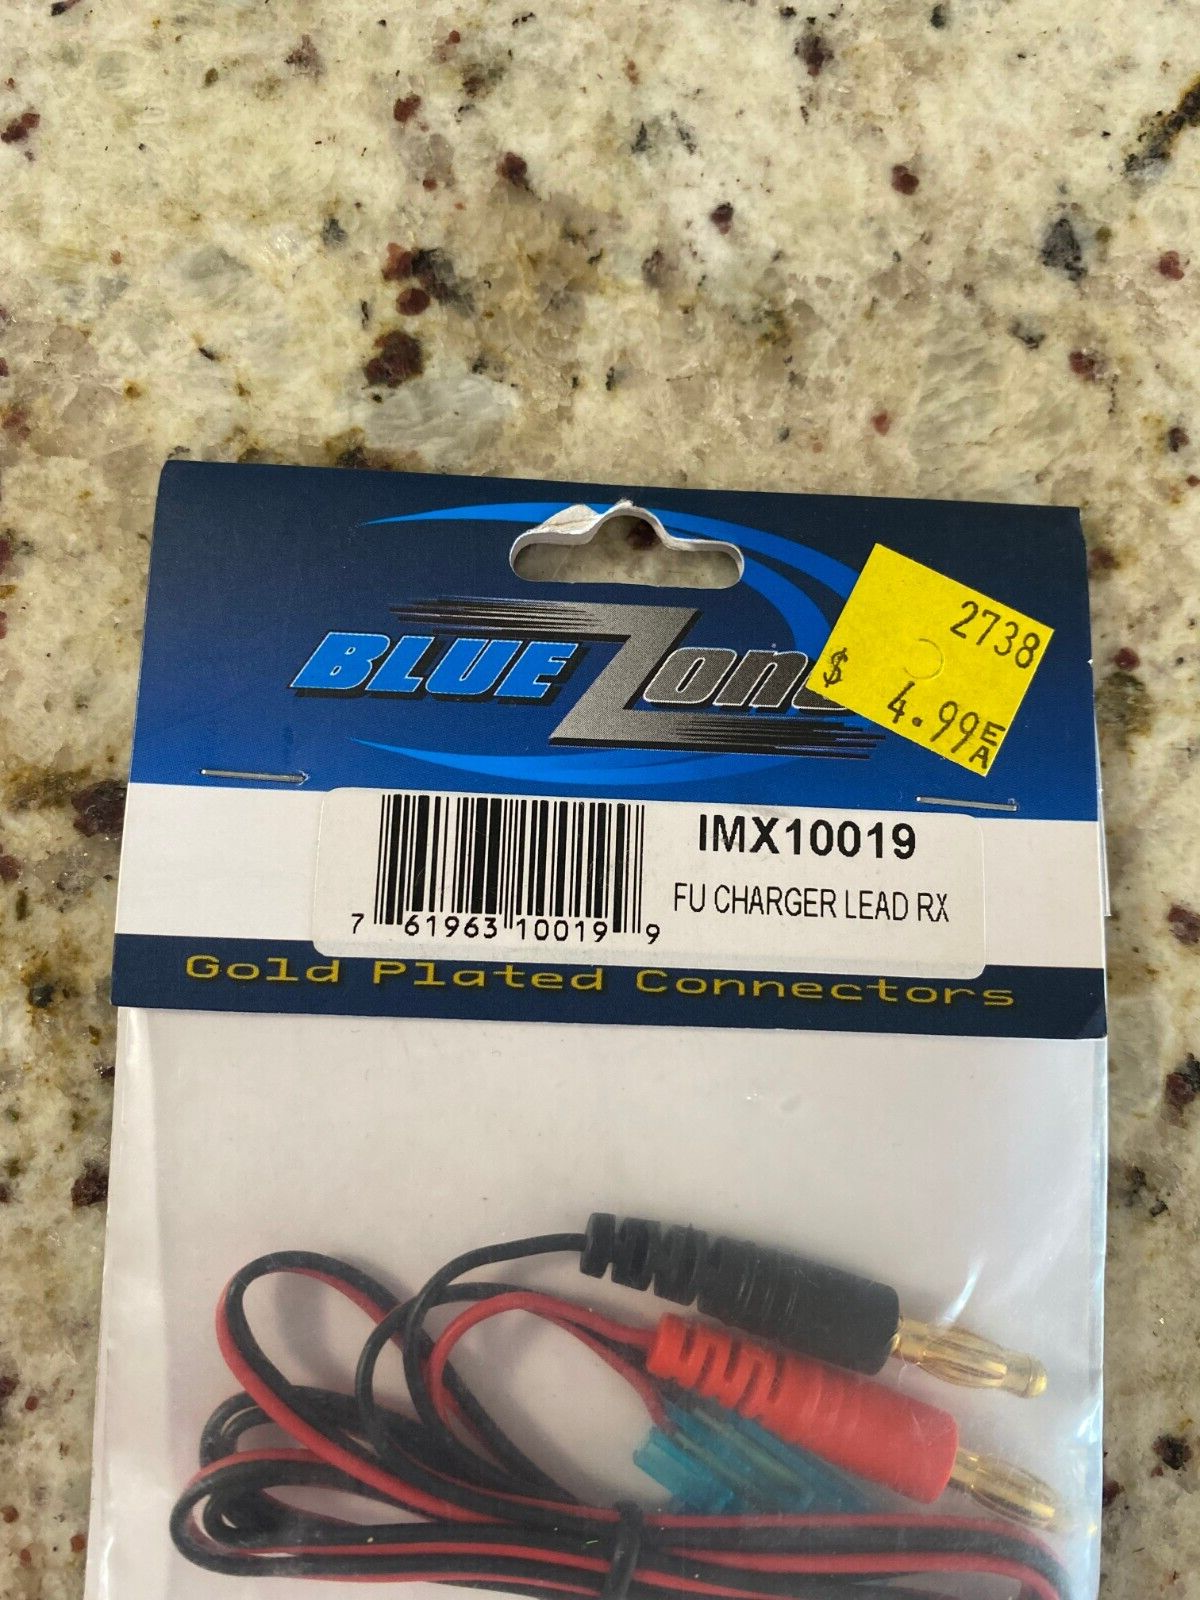 BLUE Zone
2738
$ 4.99 EA
IMX10019
FU CHARGER LEAD RX
7 61963 10019 9
Gold Plated Connectors